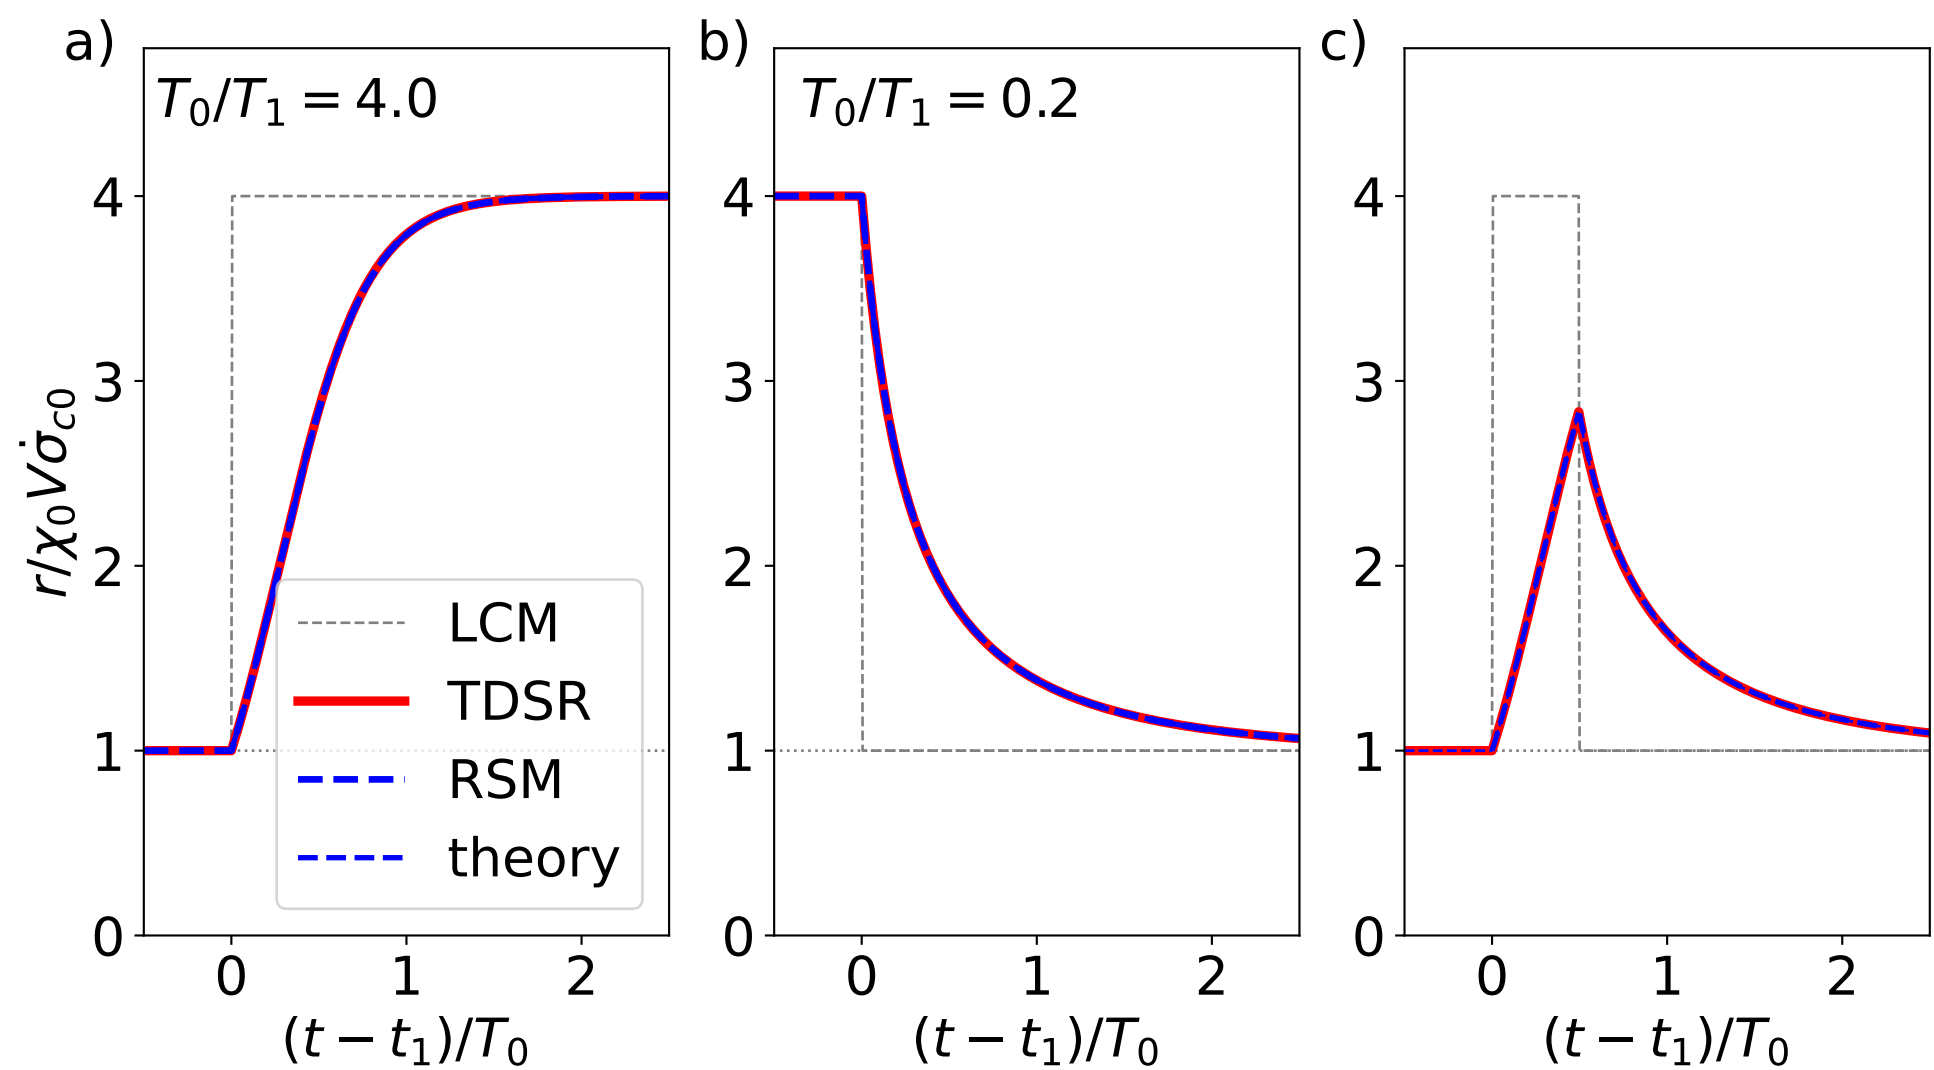 a)
T₀/T₁ = 4.0
r/χ₀Vσ̇c0
4
3
2
1
0
LCM
TDSR
RSM
theory
0 1 2
(t − t₁)/T₀
b)
T₀/T₁ = 0.2
4
3
2
1
0
0 1 2
(t − t₁)/T₀
c)
4
3
2
1
0
0 1 2
(t − t₁)/T₀